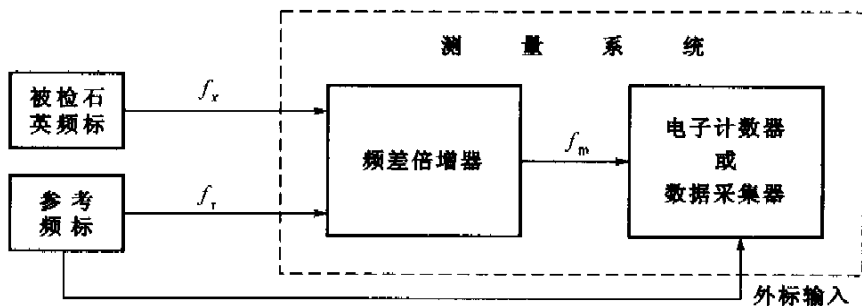 测量系统
被检石
英频标
f_x
频差倍增器
f_m
电子计数器
或
数据采集器
参考
频标
f_r
外标输入